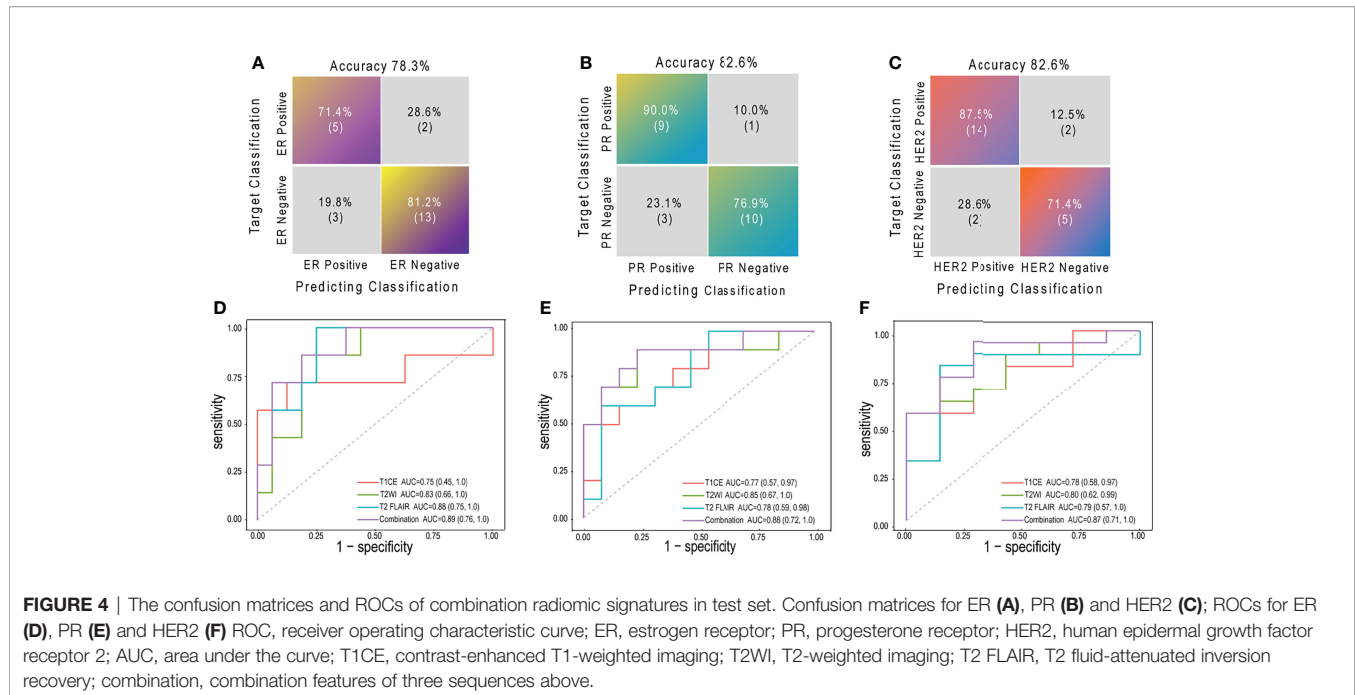 A
Accuracy 78.3%
Target Classification
ER Positive
ER Negative
71.4%
(5)
28.6%
(2)
19.8%
(3)
81.2%
(13)
ER Positive
ER Negative
Predicting Classification
B
Accuracy 82.6%
Target Classification
PR Positive
PR Negative
90.0%
(9)
10.0%
(1)
23.1%
(3)
76.9%
(10)
PR Positive
PR Negative
Predicting Classification
C
Accuracy 82.6%
Target Classification
HER2 Positive
HER2 Negative
87.5%
(14)
12.5%
(2)
28.6%
(2)
71.4%
(5)
HER2 Positive
HER2 Negative
Predicting Classification
D
sensitivity
1.00
0.75
0.50
0.25
0.00
T1CE AUC=0.75 (0.45, 1.0)
T2WI AUC=0.83 (0.66, 1.0)
T2 FLAIR AUC=0.88 (0.75, 1.0)
Combination AUC=0.89 (0.76, 1.0)
0.00
0.25
0.50
0.75
1.00
1 − specificity
E
sensitivity
1.00
0.75
0.50
0.25
0.00
T1CE AUC=0.77 (0.57, 0.97)
T2WI AUC=0.85 (0.67, 1.0)
T2 FLAIR AUC=0.78 (0.59, 0.98)
Combination AUC=0.88 (0.72, 1.0)
0.00
0.25
0.50
0.75
1.00
1 − specificity
F
sensitivity
1.00
0.75
0.50
0.25
0.00
T1CE AUC=0.78 (0.58, 0.97)
T2WI AUC=0.80 (0.62, 0.99)
T2 FLAIR AUC=0.79 (0.57, 1.0)
Combination AUC=0.87 (0.71, 1.0)
0.00
0.25
0.50
0.75
1.00
1 − specificity
FIGURE 4 | The confusion matrices and ROCs of combination radiomic signatures in test set. Confusion matrices for ER (A), PR (B) and HER2 (C); ROCs for ER
(D), PR (E) and HER2 (F) ROC, receiver operating characteristic curve; ER, estrogen receptor; PR, progesterone receptor; HER2, human epidermal growth factor
receptor 2; AUC, area under the curve; T1CE, contrast-enhanced T1-weighted imaging; T2WI, T2-weighted imaging; T2 FLAIR, T2 fluid-attenuated inversion
recovery; combination, combination features of three sequences above.